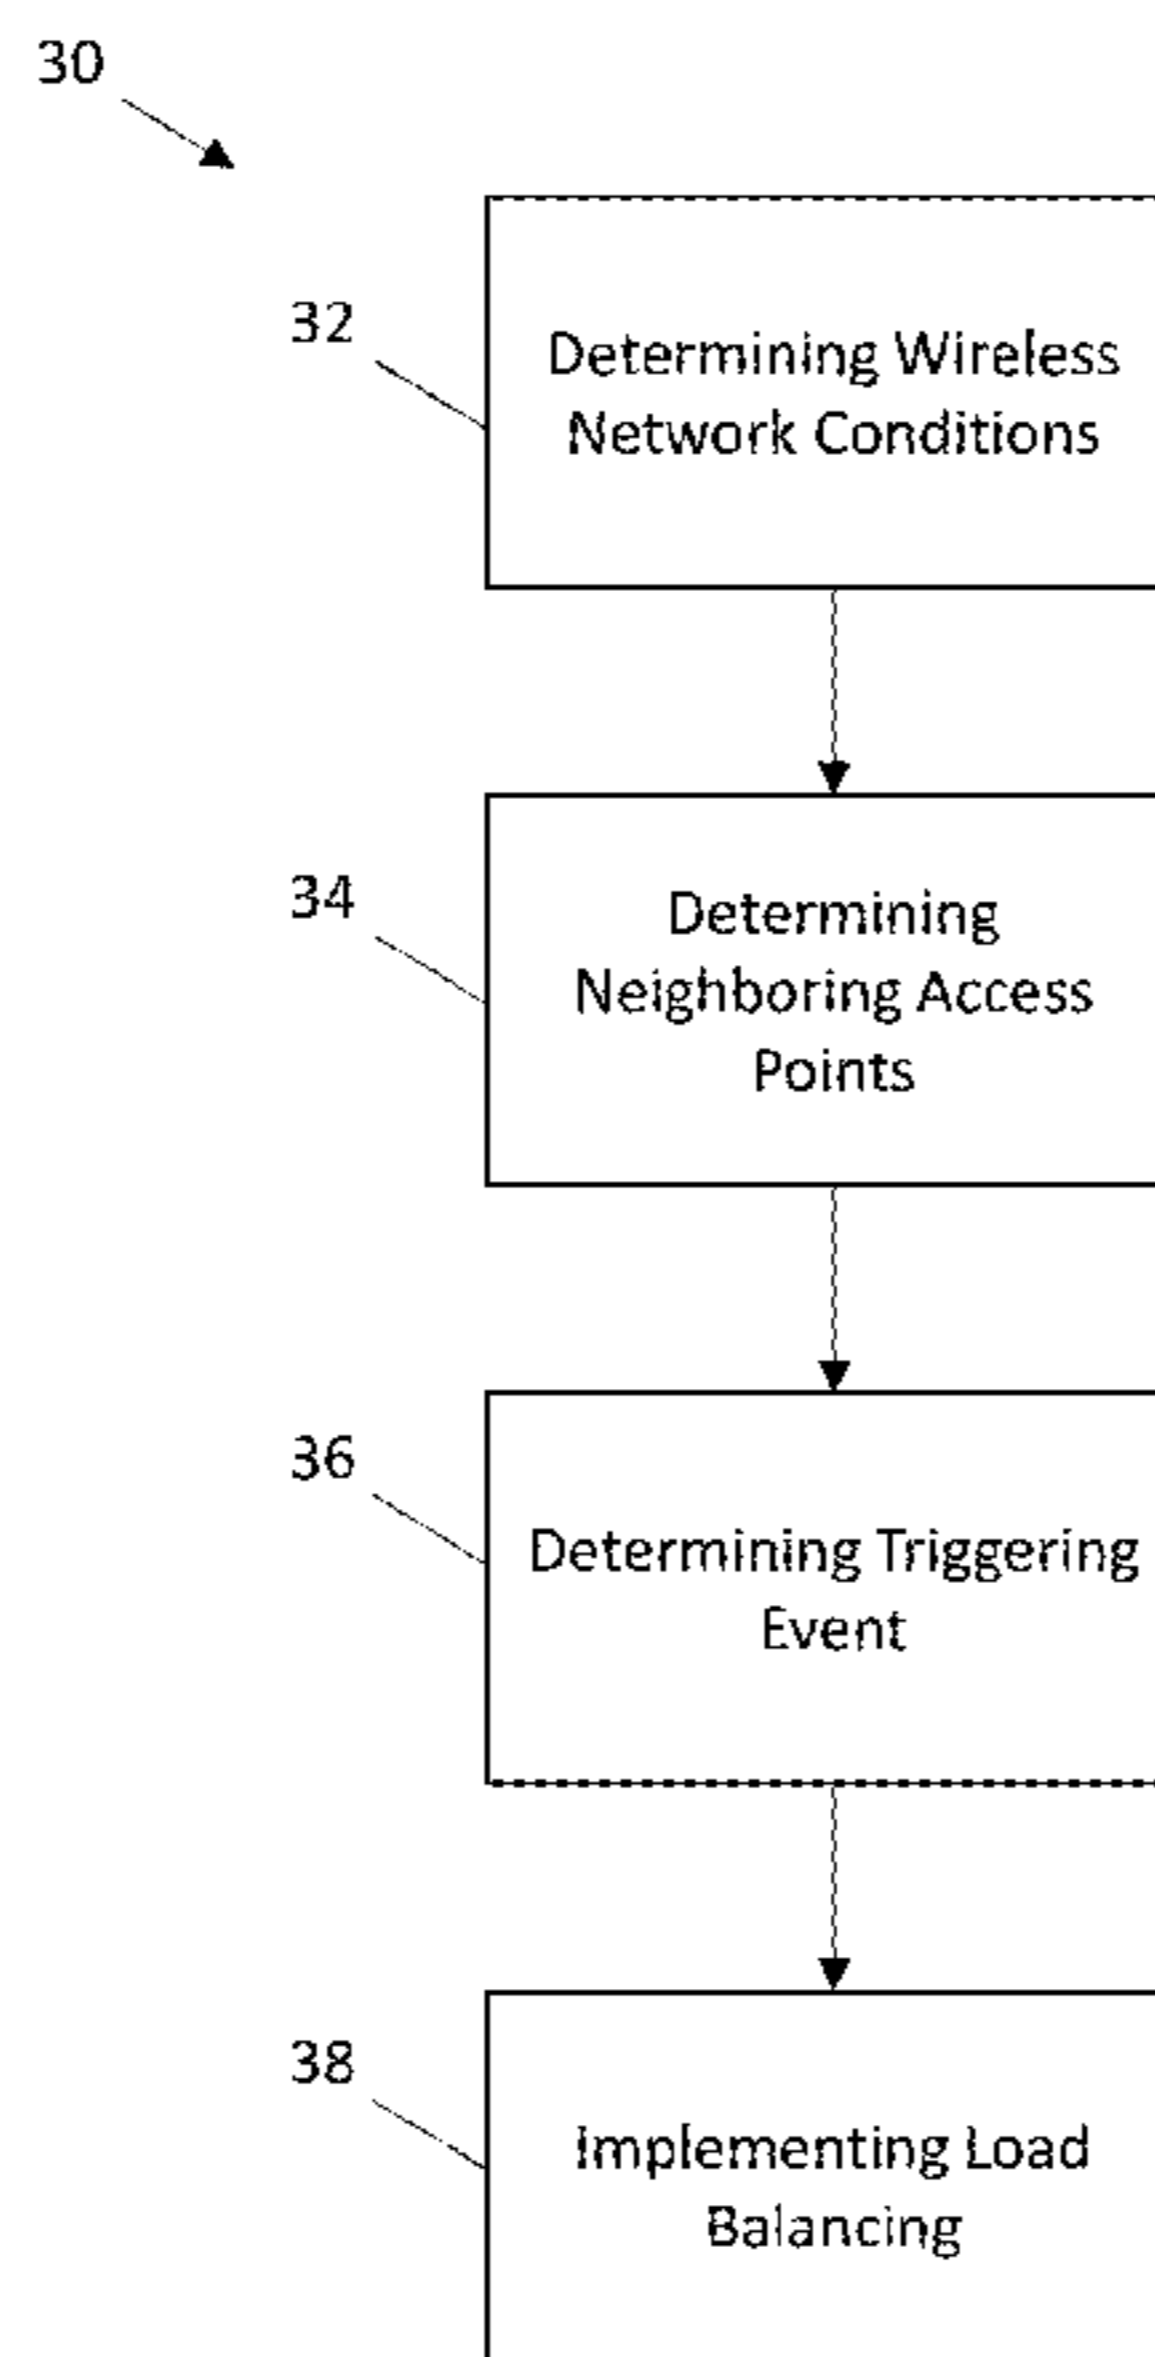 30
32
Determining Wireless
Network Conditions
34
Determining
Neighboring Access
Points
36
Determining Triggering
Event
38
Implementing Load
Balancing